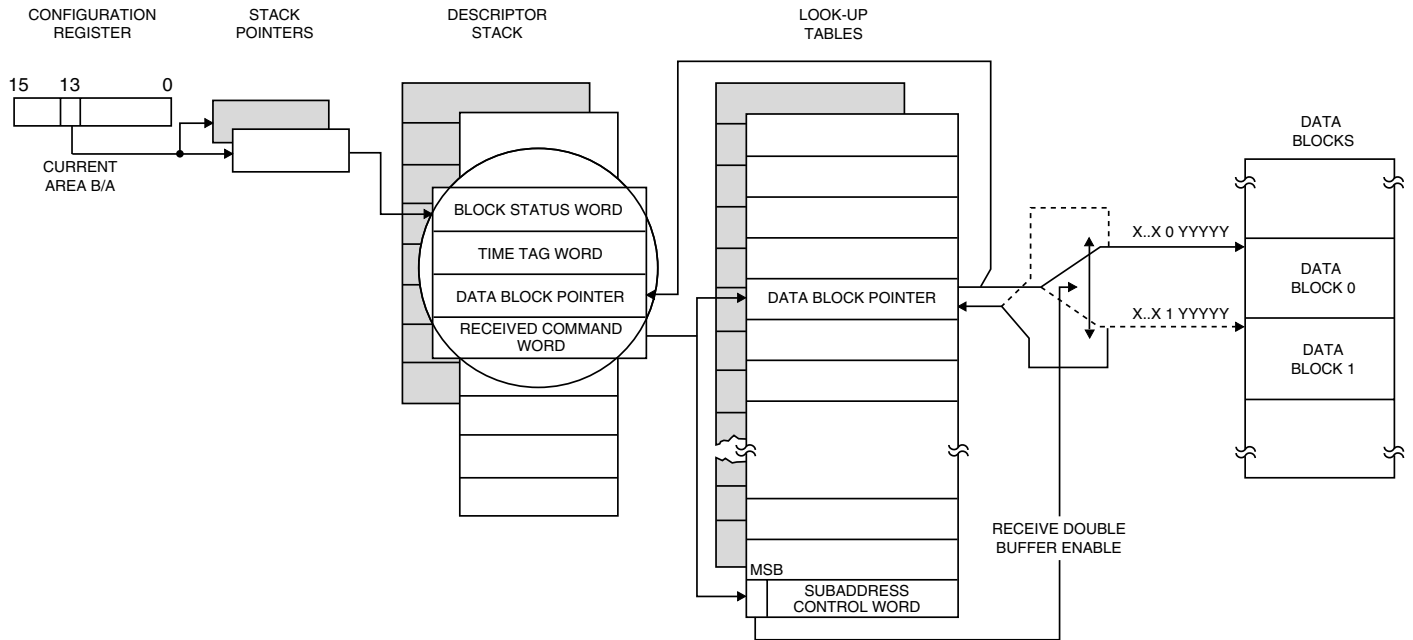 CONFIGURATION
REGISTER
STACK
POINTERS
DESCRIPTOR
STACK
LOOK-UP
TABLES
15 13 0
CURRENT
AREA B/A
BLOCK STATUS WORD
TIME TAG WORD
DATA BLOCK POINTER
RECEIVED COMMAND
WORD
DATA BLOCK POINTER
MSB
SUBADDRESS
CONTROL WORD
RECEIVE DOUBLE
BUFFER ENABLE
X..X 0 YYYYY
X..X 1 YYYYY
DATA
BLOCKS
DATA
BLOCK 0
DATA
BLOCK 1